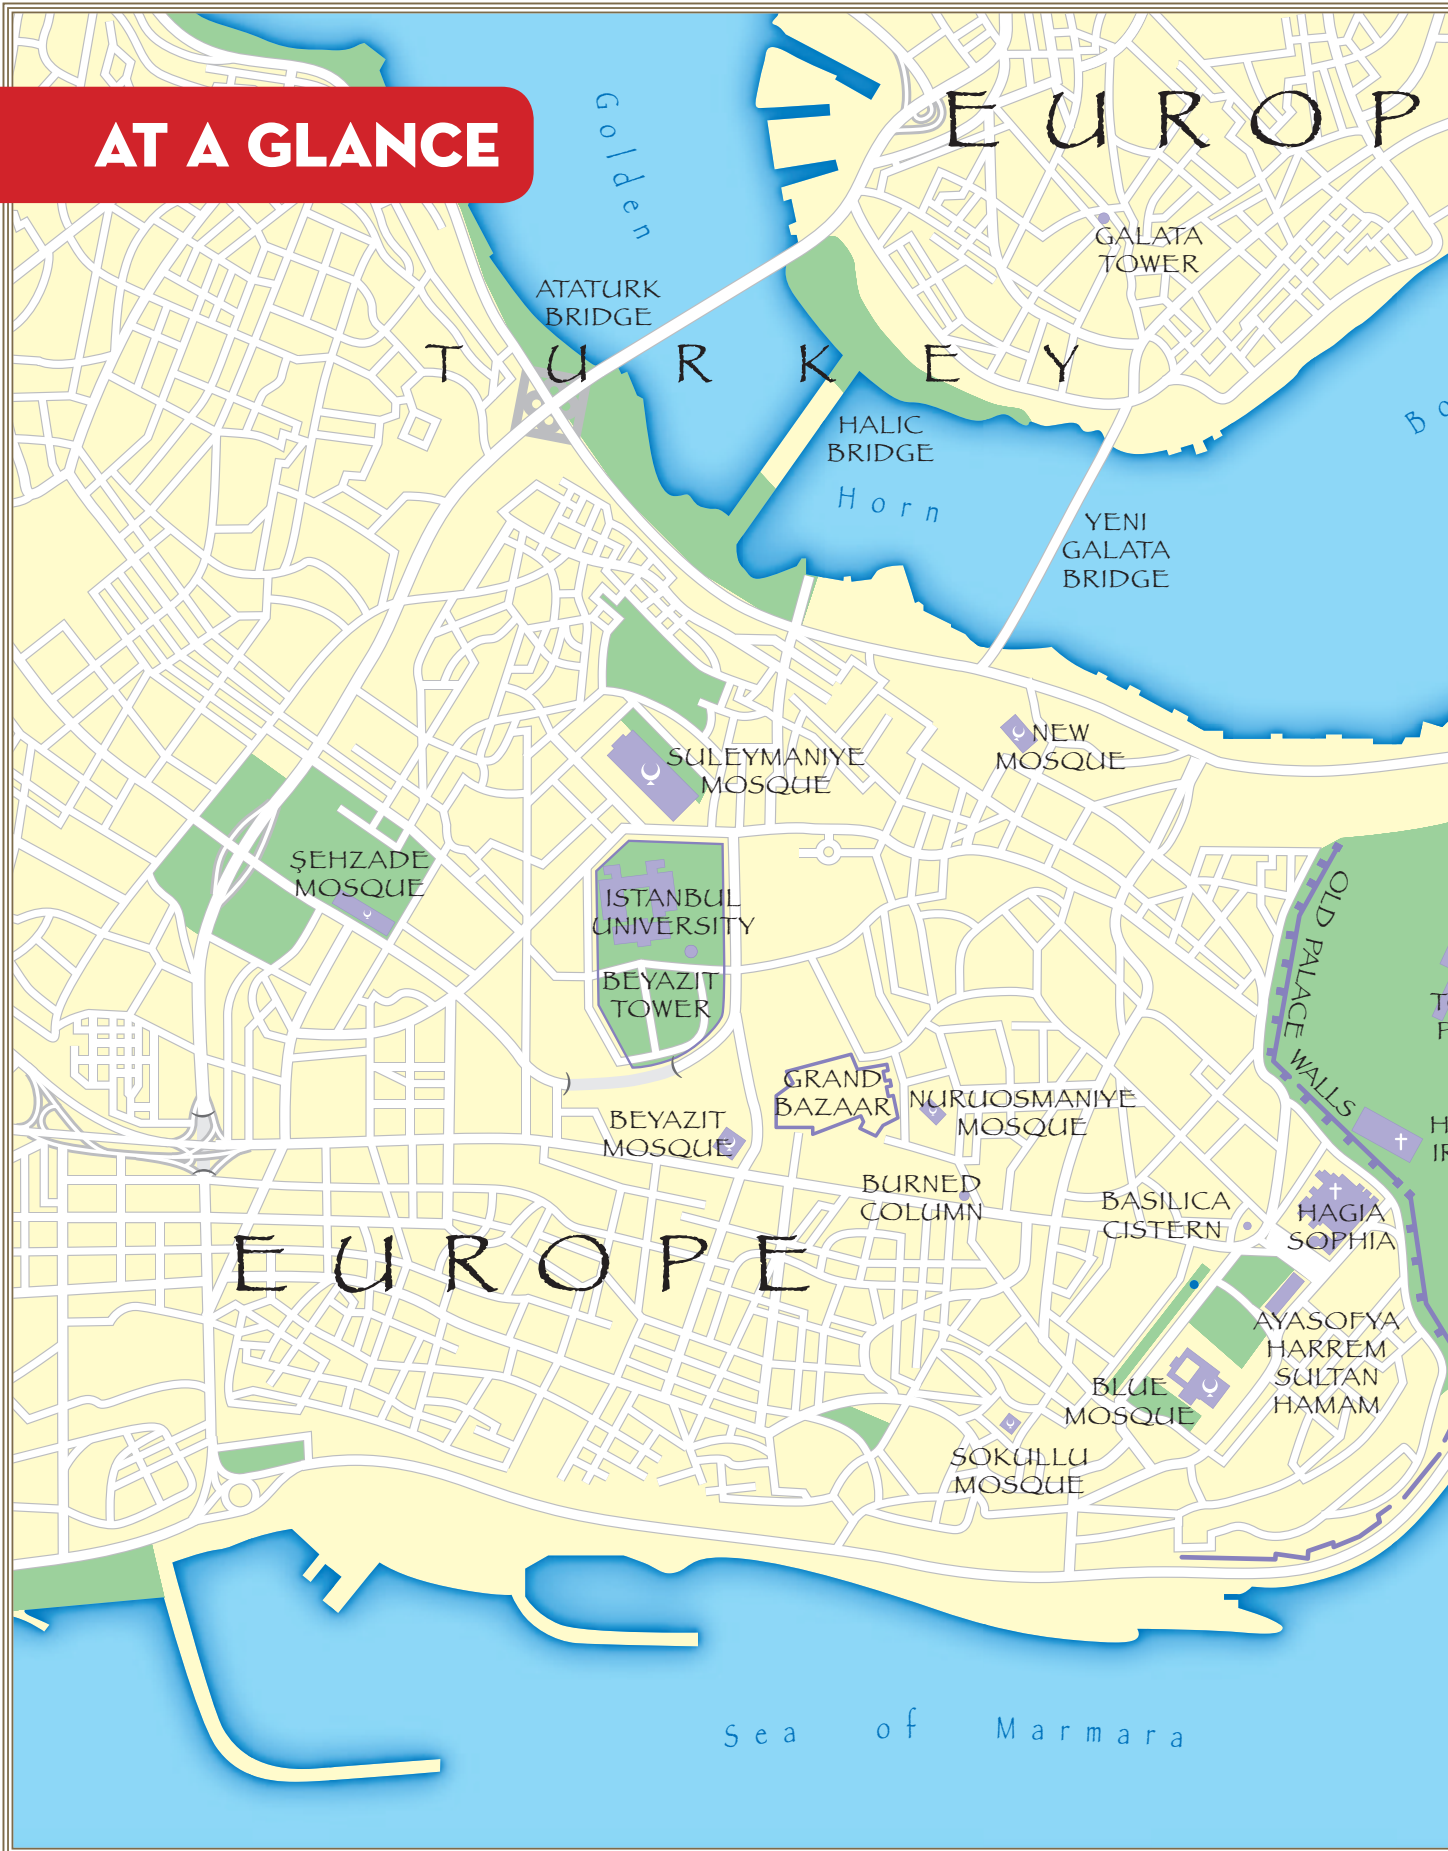 AT A GLANCE
Golden
EUROP
GALATA
TOWER
ATATURK
BRIDGE
TURKEY
HALIC
BRIDGE
Horn
Bo
YENI
GALATA
BRIDGE
NEW
MOSQUE
SULEYMANIYE
MOSQUE
ŞEHZADE
MOSQUE
ISTANBUL
UNIVERSITY
OLD PALACE WALLS
BEYAZIT
TOWER
T
P
GRAND
BAZAAR
NURUOSMANIYE
MOSQUE
BEYAZIT
MOSQUE
H
IR
BURNED
COLUMN
BASILICA
CISTERN
HAGIA
SOPHIA
EUROPE
AYASOFYA
HARREM
SULTAN
HAMAM
BLUE
MOSQUE
SOKULLU
MOSQUE
Sea of Marmara